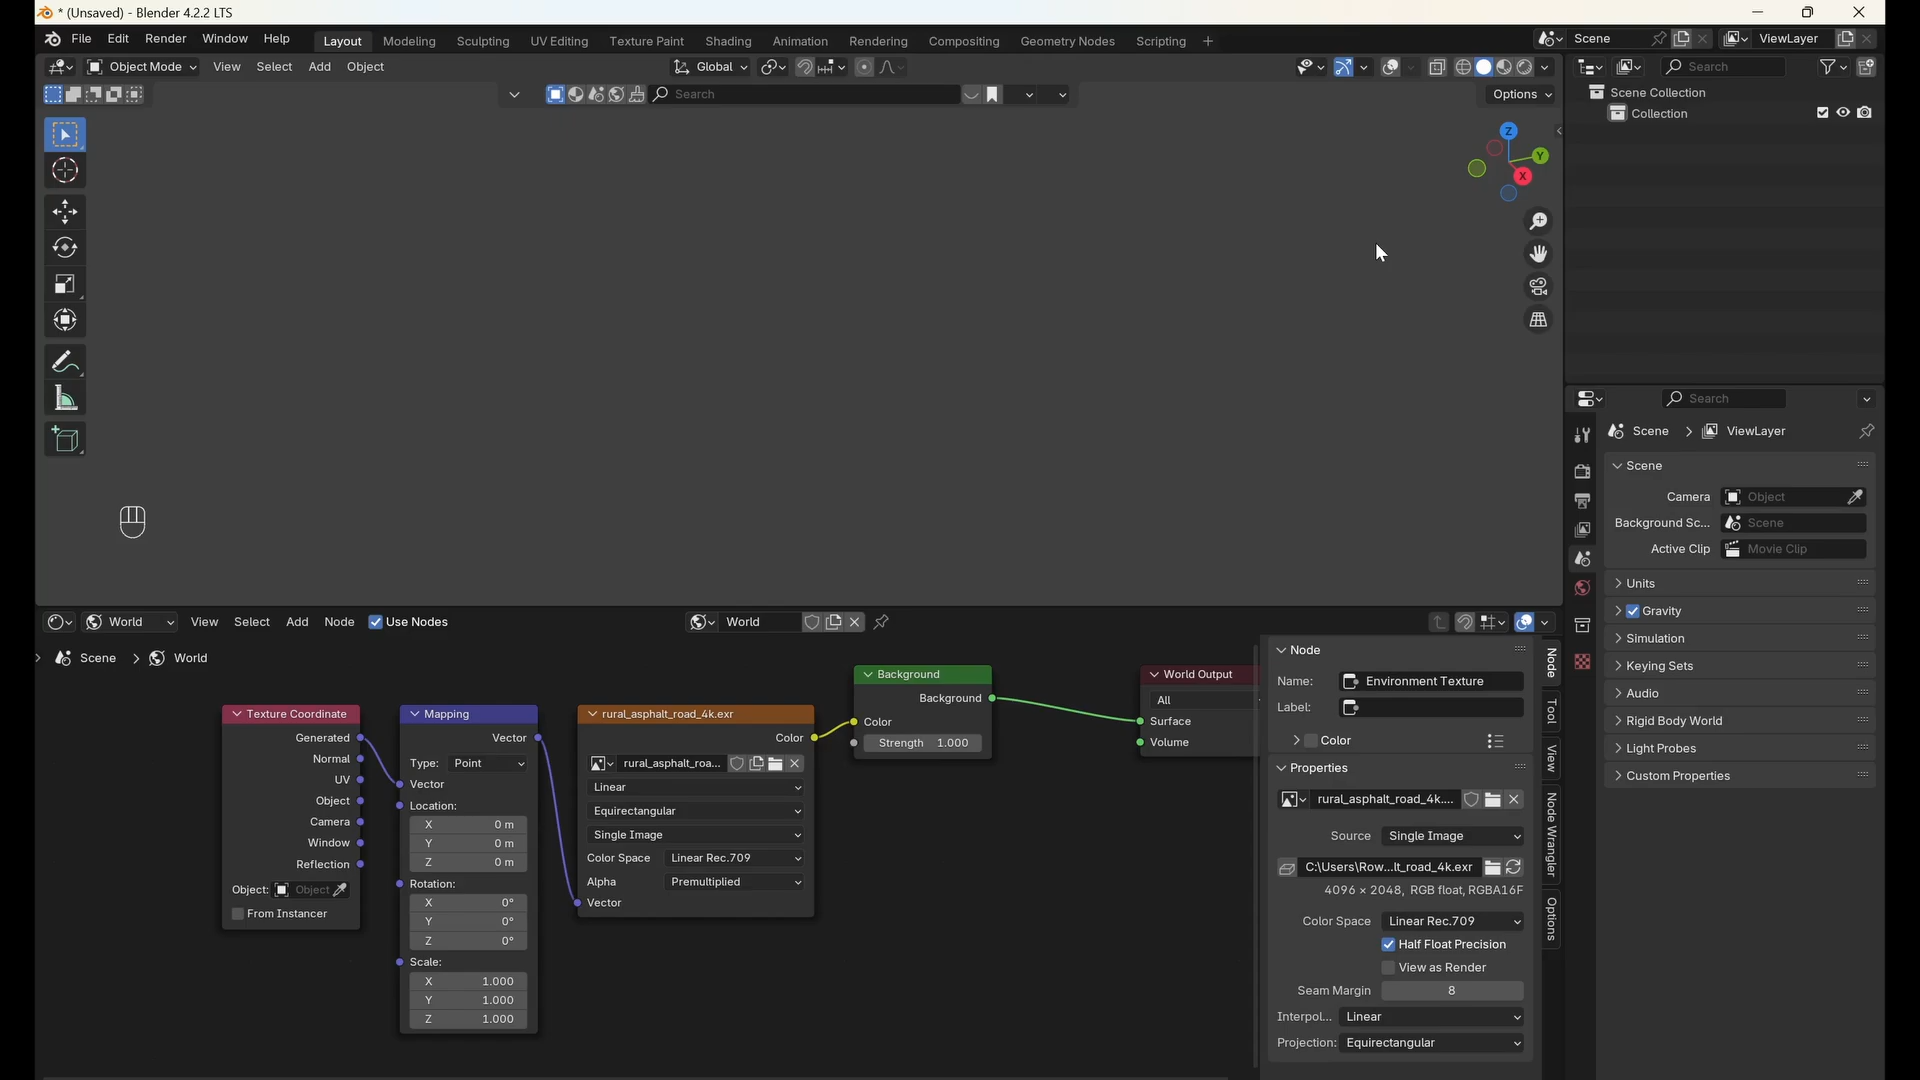 * (Unsaved) - Blender 4.2.2 LTS
File Edit Render Window Help Layout Modeling Sculpting UV Editing Texture Paint Shading Animation Rendering Compositing Geometry Nodes Scripting + Scene ViewLayer
Object Mode View Select Add Object Global Search
Search Options
Scene Collection
Collection
Z
Y
X
Search
Scene > ViewLayer
Scene
Camera Object
Background Sc... Scene
Active Clip Movie Clip
Units
Gravity
Simulation
Keying Sets
Audio
Rigid Body World
Light Probes
Custom Properties
World View Select Add Node Use Nodes World
Scene > World
Texture Coordinate
Generated
Normal
UV
Object
Camera
Window
Reflection
Object: Object
From Instancer
Mapping
Vector
Type: Point
Vector
Location:
X 0 m
Y 0 m
Z 0 m
Rotation:
X 0°
Y 0°
Z 0°
Scale:
X 1.000
Y 1.000
Z 1.000
rural_asphalt_road_4k.exr
Color
rural_asphalt_roa...
Linear
Equirectangular
Single Image
Color Space Linear Rec.709
Alpha Premultiplied
Vector
Background
Background
Color
Strength 1.000
World Output
All
Surface
Volume
Node
Name: Environment Texture
Label:
Color
Properties
rural_asphalt_road_4k....
Source Single Image
C:\Users\Row...lt_road_4k.exr
4096 × 2048, RGB float, RGBA16F
Color Space Linear Rec.709
Half Float Precision
View as Render
Seam Margin 8
Interpol... Linear
Projection: Equirectangular
Node
Tool
View
Node Wrangler
Options